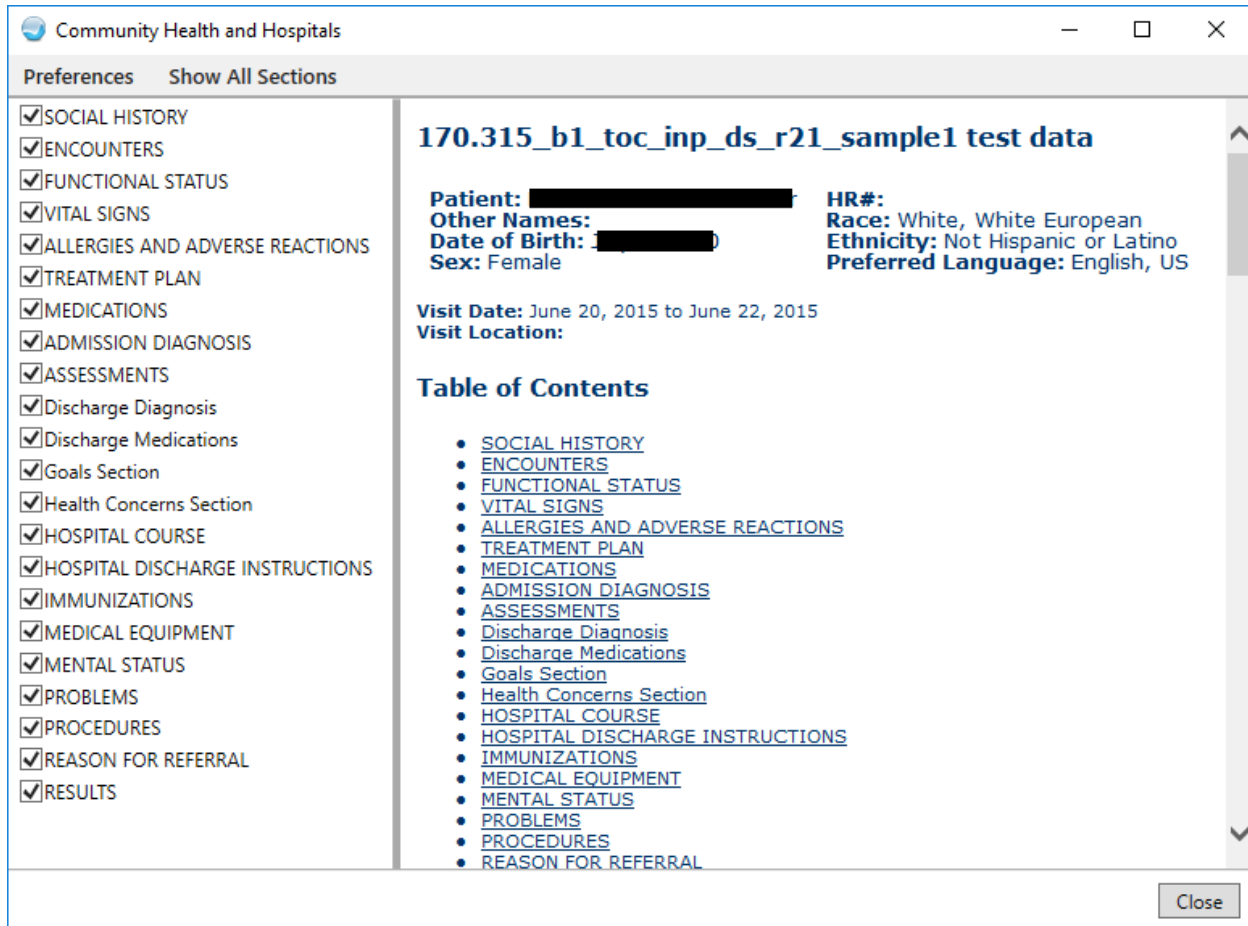 Community Health and Hospitals
Preferences Show All Sections
SOCIAL HISTORY
ENCOUNTERS
FUNCTIONAL STATUS
VITAL SIGNS
ALLERGIES AND ADVERSE REACTIONS
TREATMENT PLAN
MEDICATIONS
ADMISSION DIAGNOSIS
ASSESSMENTS
Discharge Diagnosis
Discharge Medications
Goals Section
Health Concerns Section
HOSPITAL COURSE
HOSPITAL DISCHARGE INSTRUCTIONS
IMMUNIZATIONS
MEDICAL EQUIPMENT
MENTAL STATUS
PROBLEMS
PROCEDURES
REASON FOR REFERRAL
RESULTS
170.315_b1_toc_inp_ds_r21_sample1 test data
Patient:
Other Names:
Date of Birth:
Sex: Female
HR#:
Race: White, White European
Ethnicity: Not Hispanic or Latino
Preferred Language: English, US
Visit Date: June 20, 2015 to June 22, 2015
Visit Location:
Table of Contents
SOCIAL HISTORY
ENCOUNTERS
FUNCTIONAL STATUS
VITAL SIGNS
ALLERGIES AND ADVERSE REACTIONS
TREATMENT PLAN
MEDICATIONS
ADMISSION DIAGNOSIS
ASSESSMENTS
Discharge Diagnosis
Discharge Medications
Goals Section
Health Concerns Section
HOSPITAL COURSE
HOSPITAL DISCHARGE INSTRUCTIONS
IMMUNIZATIONS
MEDICAL EQUIPMENT
MENTAL STATUS
PROBLEMS
PROCEDURES
REASON FOR REFERRAL
Close